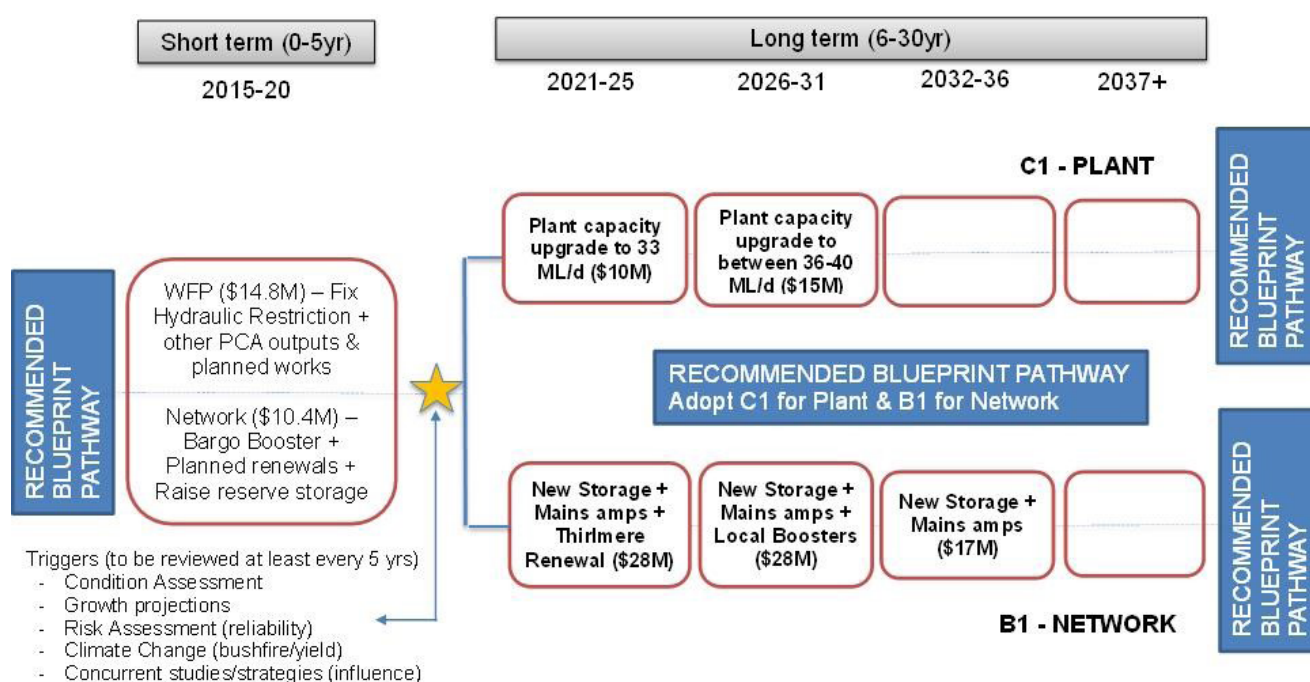 Short term (0-5yr)
Long term (6-30yr)
2015-20
2021-25
2026-31
2032-36
2037+
C1 - PLANT
RECOMMENDED
BLUEPRINT
PATHWAY
WFP ($14.8M) – Fix
Hydraulic Restriction +
other PCA outputs &
planned works
Network ($10.4M) –
Bargo Booster +
Planned renewals +
Raise reserve storage
Plant capacity
upgrade to 33
ML/d ($10M)
Plant capacity
upgrade to
between 36-40
ML/d ($15M)
RECOMMENDED
BLUEPRINT
PATHWAY
RECOMMENDED BLUEPRINT PATHWAY
Adopt C1 for Plant & B1 for Network
New Storage +
Mains amps +
Thirlmere
Renewal ($28M)
New Storage +
Mains amps +
Local Boosters
($28M)
New Storage +
Mains amps
($17M)
RECOMMENDED
BLUEPRINT
PATHWAY
B1 - NETWORK
Triggers (to be reviewed at least every 5 yrs)
- Condition Assessment
- Growth projections
- Risk Assessment (reliability)
- Climate Change (bushfire/yield)
- Concurrent studies/strategies (influence)